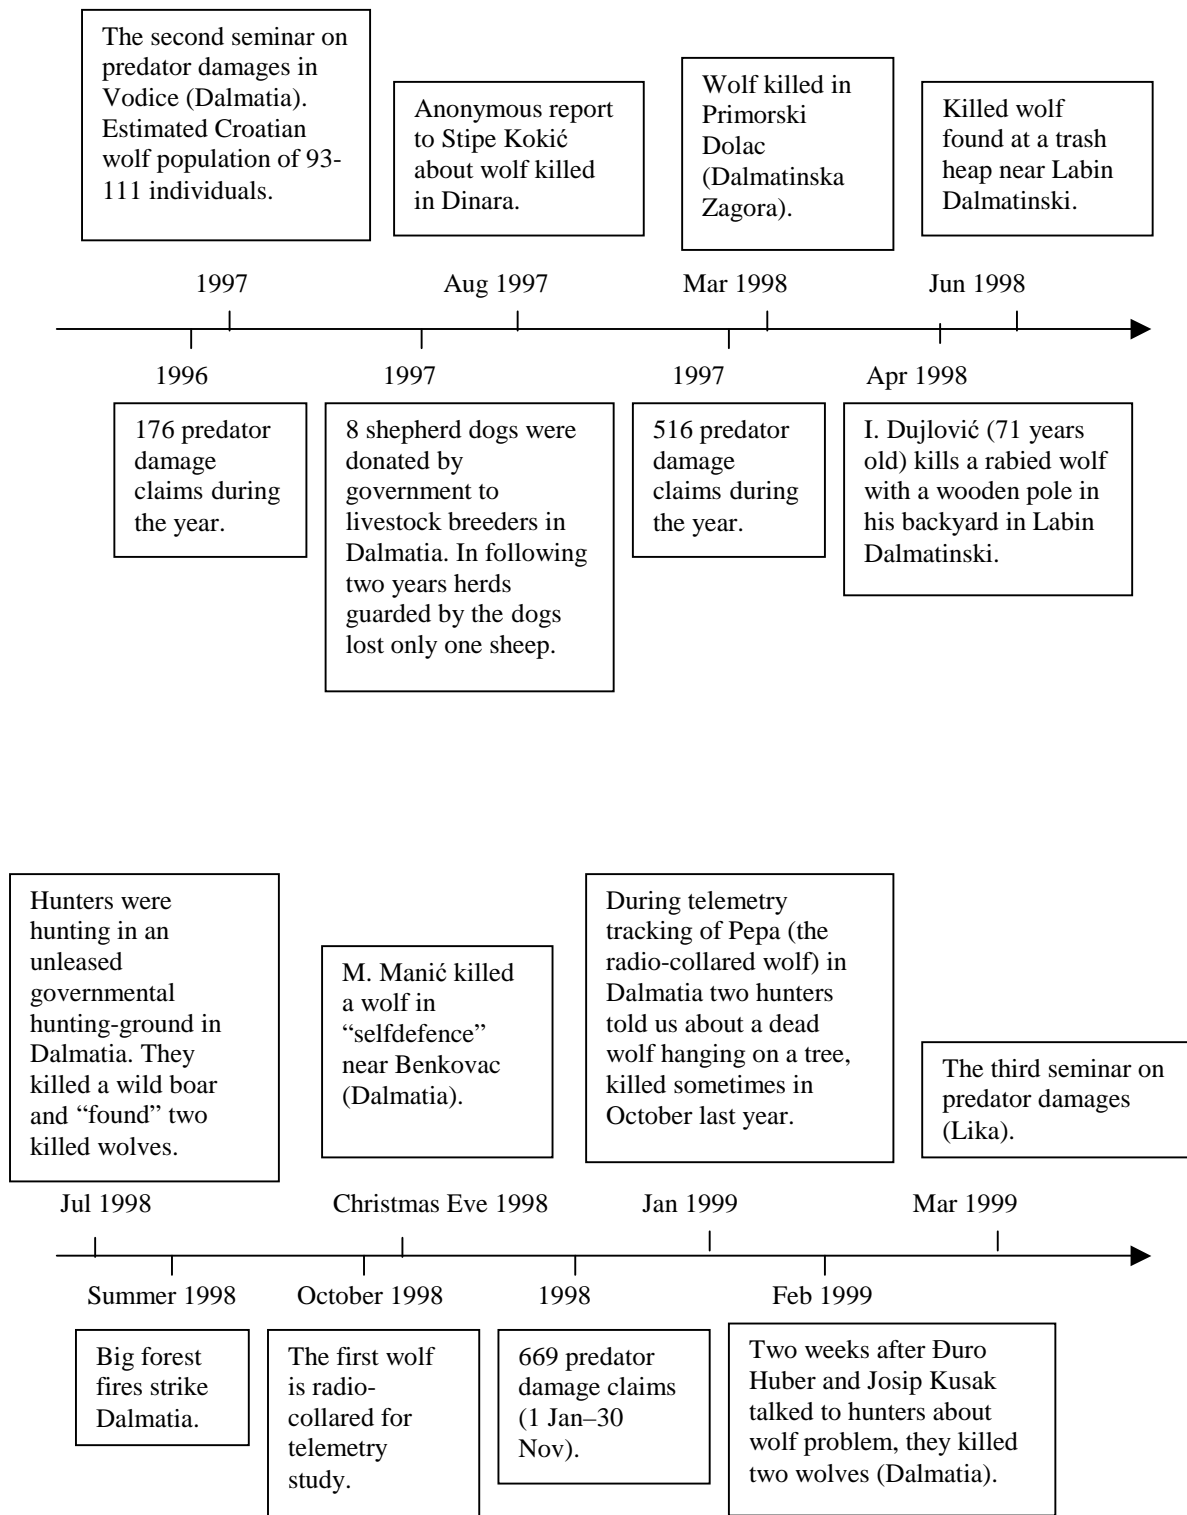 The second seminar on
predator damages in
Vodice (Dalmatia).
Estimated Croatian
wolf population of 93-
111 individuals.
Anonymous report
to Stipe Kokić
about wolf killed
in Dinara.
Wolf killed in
Primorski
Dolac
(Dalmatinska
Zagora).
Killed wolf
found at a trash
heap near Labin
Dalmatinski.
1997
Aug 1997
Mar 1998
Jun 1998
1996
1997
1997
Apr 1998
176 predator
damage
claims during
the year.
8 shepherd dogs were
donated by
government to
livestock breeders in
Dalmatia. In following
two years herds
guarded by the dogs
lost only one sheep.
516 predator
damage
claims during
the year.
I. Dujlović (71 years
old) kills a rabied wolf
with a wooden pole in
his backyard in Labin
Dalmatinski.
Hunters were
hunting in an
unleased
governmental
hunting-ground in
Dalmatia. They
killed a wild boar
and “found” two
killed wolves.
M. Manić killed
a wolf in
“selfdefence”
near Benkovac
(Dalmatia).
During telemetry
tracking of Pepa (the
radio-collared wolf) in
Dalmatia two hunters
told us about a dead
wolf hanging on a tree,
killed sometimes in
October last year.
The third seminar on
predator damages
(Lika).
Jul 1998
Christmas Eve 1998
Jan 1999
Mar 1999
Summer 1998
October 1998
1998
Feb 1999
Big forest
fires strike
Dalmatia.
The first wolf
is radio-
collared for
telemetry
study.
669 predator
damage claims
(1 Jan–30
Nov).
Two weeks after Đuro
Huber and Josip Kusak
talked to hunters about
wolf problem, they killed
two wolves (Dalmatia).